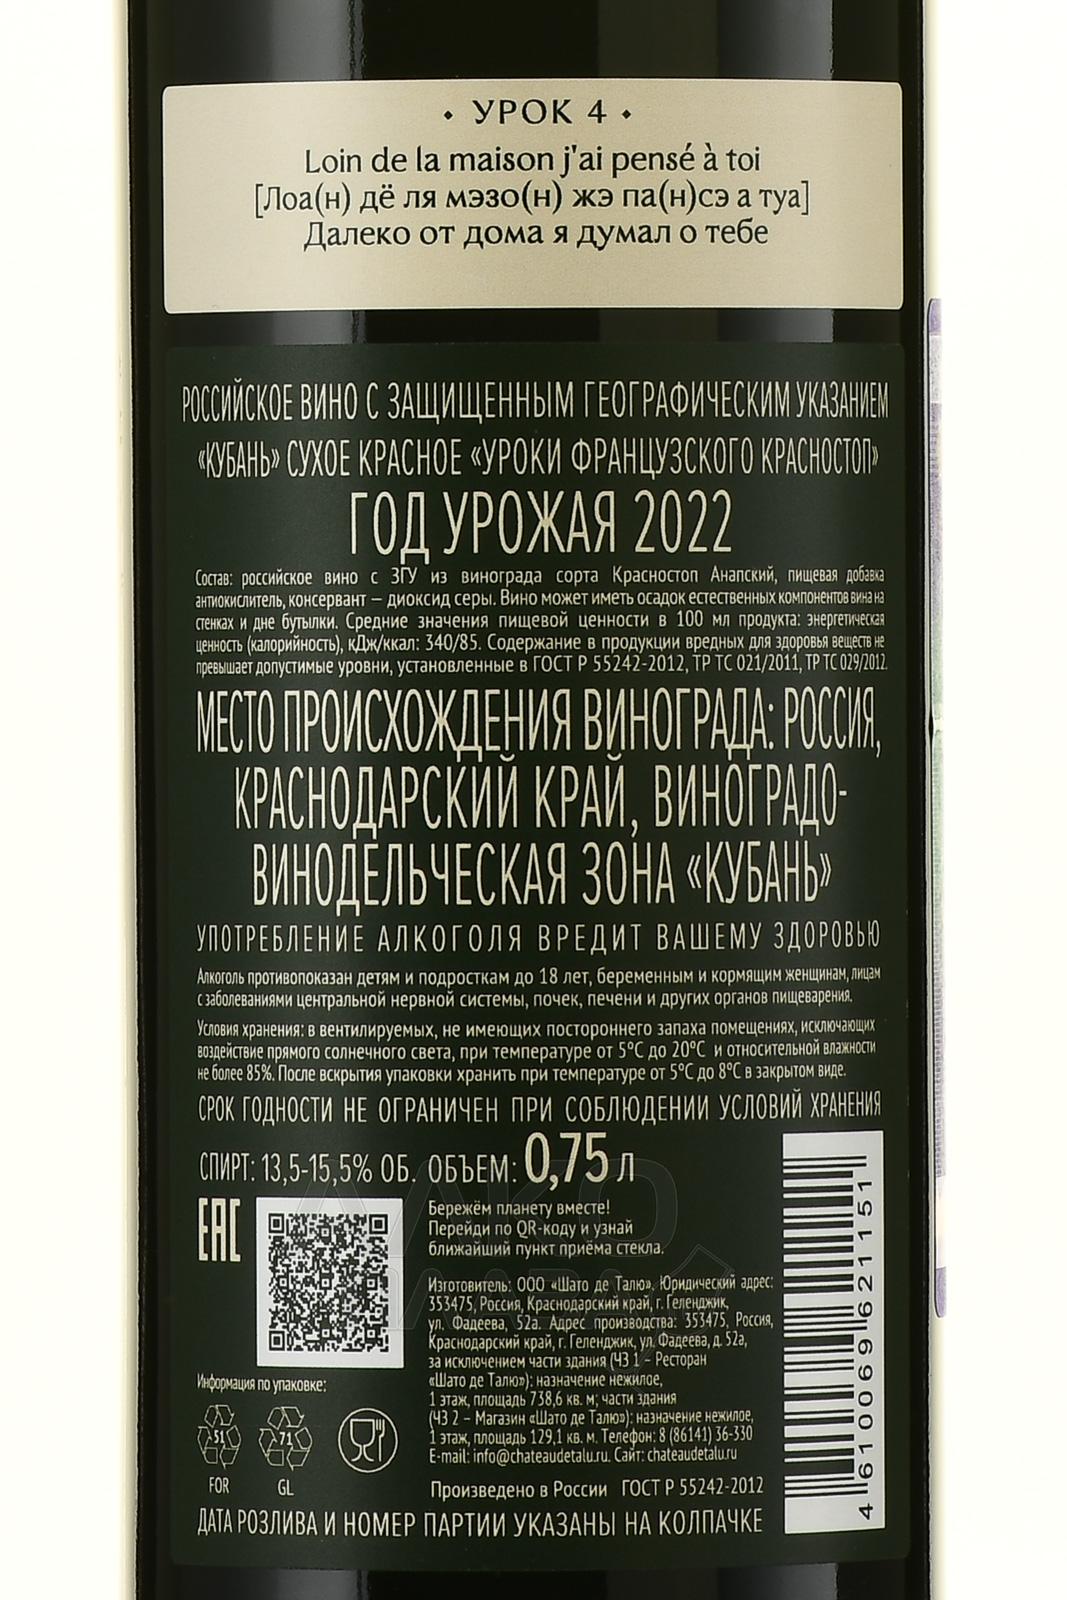 • УРОК 4 •
Loin de la maison j'ai pensé à toi
[Лоа(н) дё ля мэзо(н) жэ па(н)сэ а туа]
Далеко от дома я думал о тебе
РОССИЙСКОЕ ВИНО С ЗАЩИЩЕННЫМ ГЕОГРАФИЧЕСКИМ УКАЗАНИЕМ
«КУБАНЬ» СУХОЕ КРАСНОЕ «УРОКИ ФРАНЦУЗСКОГО КРАСНОСТОП»
ГОД УРОЖАЯ 2022
Состав: российское вино с ЗГУ из винограда сорта Красностоп Анапский, пищевая добавка
антиокислитель, консервант – диоксид серы. Вино может иметь осадок естественных компонентов вина на
стенках и дне бутылки. Средние значения пищевой ценности в 100 мл продукта: энергетическая
ценность (калорийность), кДж/ккал: 340/85. Содержание в продукции вредных для здоровья веществ не
превышает допустимые уровни, установленные в ГОСТ Р 55242-2012, ТР ТС 021/2011, ТР ТС 029/2012.
МЕСТО ПРОИСХОЖДЕНИЯ ВИНОГРАДА: РОССИЯ,
КРАСНОДАРСКИЙ КРАЙ, ВИНОГРАДО-
ВИНОДЕЛЬЧЕСКАЯ ЗОНА «КУБАНЬ»
УПОТРЕБЛЕНИЕ АЛКОГОЛЯ ВРЕДИТ ВАШЕМУ ЗДОРОВЬЮ
Алкоголь противопоказан детям и подросткам до 18 лет, беременным и кормящим женщинам, лицам
с заболеваниями центральной нервной системы, почек, печени и других органов пищеварения.
Условия хранения: в вентилируемых, не имеющих постороннего запаха помещениях, исключающих
воздействие прямого солнечного света, при температуре от 5°С до 20°С и относительной влажности
не более 85%. После вскрытия упаковки хранить при температуре от 5°С до 8°С в закрытом виде.
СРОК ГОДНОСТИ НЕ ОГРАНИЧЕН ПРИ СОБЛЮДЕНИИ УСЛОВИЙ ХРАНЕНИЯ
СПИРТ: 13,5-15,5% ОБ. ОБЪЕМ: 0,75 л
EAC
Бережём планету вместе!
Перейди по QR-коду и узнай
ближайший пункт приёма стекла.
Изготовитель: ООО «Шато де Талю», Юридический адрес:
353475, Россия, Краснодарский край, г. Геленджик,
ул. Фадеева, 52а. Адрес производства: 353475, Россия,
Краснодарский край, г. Геленджик, ул. Фадеева, д. 52а,
за исключением части здания (ЧЗ 1 – Ресторан
«Шато де Талю»): назначение нежилое,
1 этаж, площадь 738,6 кв. м; части здания
(ЧЗ 2 – Магазин «Шато де Талю»): назначение нежилое,
1 этаж, площадь 129,1 кв. м. Телефон: 8 (86141) 36-330
E-mail: info@chateaudetalu.ru. Сайт: chateaudetalu.ru
Информация по упаковке:
51
71
FOR
GL
Произведено в России ГОСТ Р 55242-2012
ДАТА РОЗЛИВА И НОМЕР ПАРТИИ УКАЗАНЫ НА КОЛПАЧКЕ
4 610069 621151